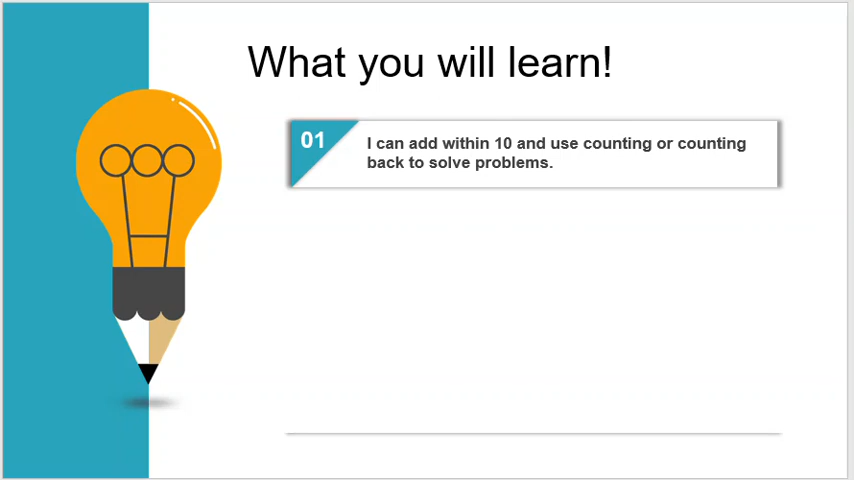 What you will learn!
01
I can add within 10 and use counting or counting
back to solve problems.